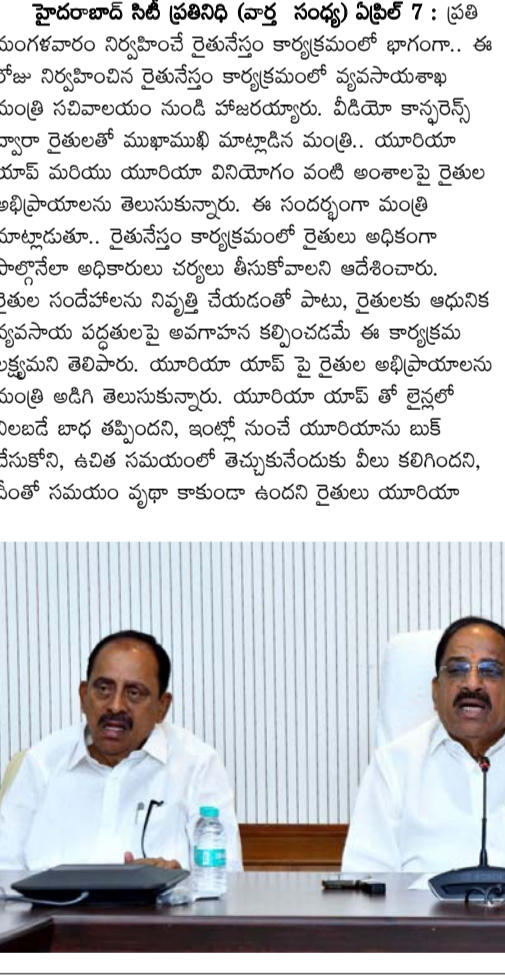 హైదరాబాద్ సిటీ ప్రతినిధి (వార్త సంధ్య) ఏప్రిల్ 7 : ప్రతి
మంగళవారం నిర్వహించే రైతునేస్తం కార్యక్రమంలో భాగంగా.. ఈ
రోజు నిర్వహించిన రైతునేస్తం కార్యక్రమంలో వ్యవసాయశాఖ
మంత్రి సచివాలయం నుండి హాజరయ్యారు. వీడియో కాన్ఫరెన్స్
ద్వారా రైతులతో ముఖాముఖి మాట్లాడిన మంత్రి.. యూరియా
యాప్ మరియు యూరియా వినియోగం వంటి అంశాలపై రైతుల
అభిప్రాయాలను తెలుసుకున్నారు. ఈ సందర్భంగా మంత్రి
మాట్లాడుతూ.. రైతునేస్తం కార్యక్రమంలో రైతులు అధికంగా
పాల్గొనేలా అధికారులు చర్యలు తీసుకోవాలని ఆదేశించారు.
రైతుల సందేహాలను నివృత్తి చేయడంతో పాటు, రైతులకు ఆధునిక
వ్యవసాయ పద్ధతులపై అవగాహన కల్పించడమే ఈ కార్యక్రమ
లక్ష్యమని తెలిపారు. యూరియా యాప్ పై రైతుల అభిప్రాయాలను
మంత్రి అడిగి తెలుసుకున్నారు. యూరియా యాప్ తో లైన్లలో
నిలబడే బాధ తప్పిందని, ఇంట్లో నుంచే యూరియాను బుక్
చేసుకోని, ఉచిత సమయంలో తెచ్చుకునేందుకు వీలు కలిగిందని,
దీంతో సమయం వృథా కాకుండా ఉందని రైతులు యూరియా